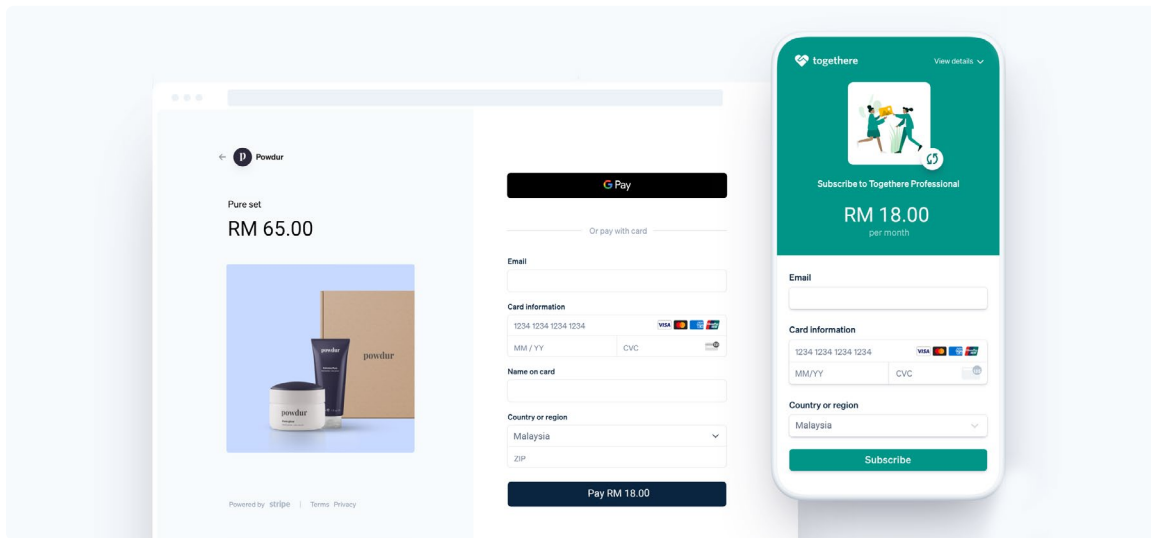 P Powdur
Pure set
RM 65.00
powdur
powdur
powdur
Powered by stripe | Terms Privacy
G Pay
Or pay with card
Email
Card information
1234 1234 1234 1234 VISA
MM / YY CVC
Name on card
Country or region
Malaysia
ZIP
Pay RM 18.00
togethere View details
Subscribe to Togethere Professional
RM 18.00
per month
Email
Card information
1234 1234 1234 1234 VISA
MM/YY CVC
Country or region
Malaysia
Subscribe